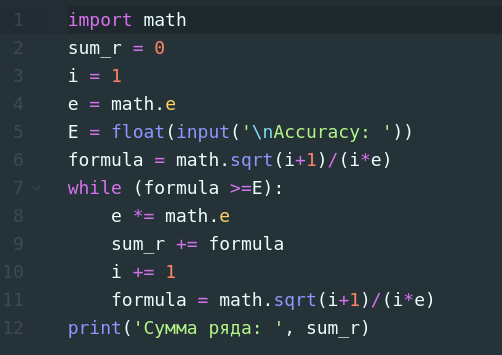 1 import math
2 sum_r = 0
3 i = 1
4 e = math.e
5 E = float(input('\nAccuracy: '))
6 formula = math.sqrt(i+1)/(i*e)
7 while (formula >=E):
8     e *= math.e
9     sum_r += formula
10     i += 1
11     formula = math.sqrt(i+1)/(i*e)
12 print('Сумма ряда: ', sum_r)